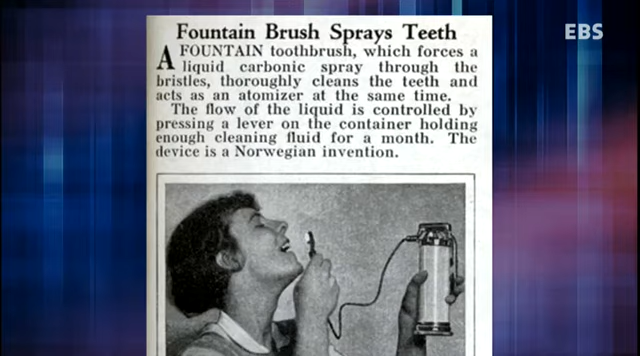 EBS
Fountain Brush Sprays Teeth
A FOUNTAIN toothbrush, which forces a
liquid carbonic spray through the
bristles, thoroughly cleans the teeth and
acts as an atomizer at the same time.
The flow of the liquid is controlled by
pressing a lever on the container holding
enough cleaning fluid for a month. The
device is a Norwegian invention.